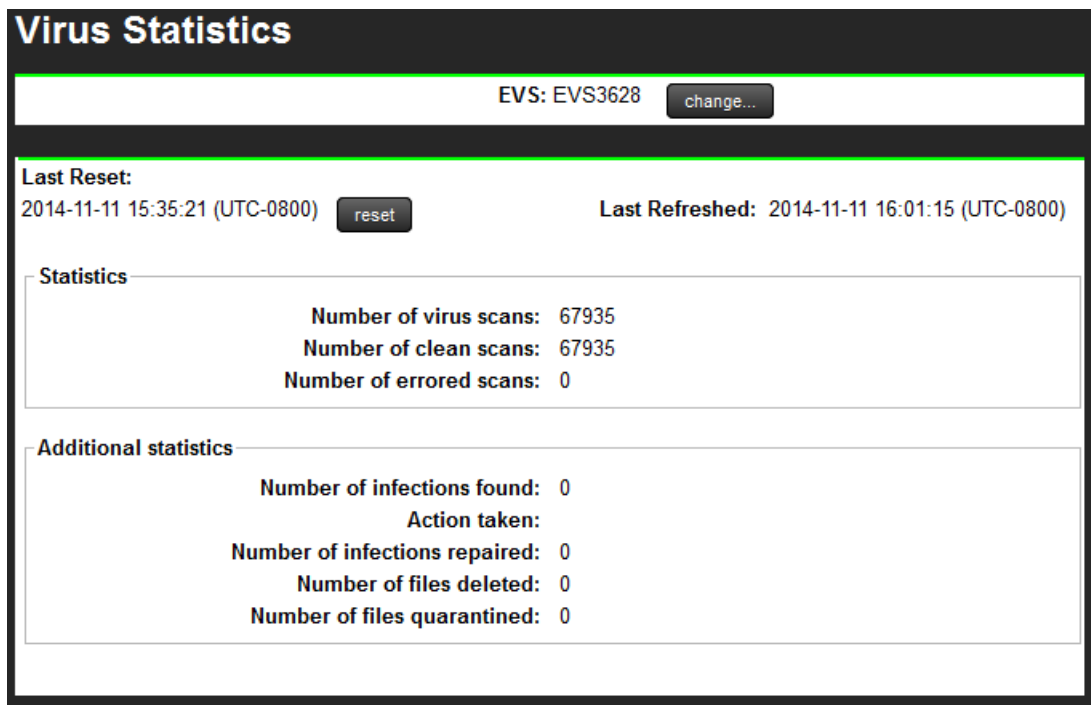 Virus Statistics
EVS: EVS3628 change...
Last Reset:
2014-11-11 15:35:21 (UTC-0800) reset Last Refreshed: 2014-11-11 16:01:15 (UTC-0800)
Statistics
Number of virus scans: 67935
Number of clean scans: 67935
Number of errored scans: 0
Additional statistics
Number of infections found: 0
Action taken:
Number of infections repaired: 0
Number of files deleted: 0
Number of files quarantined: 0